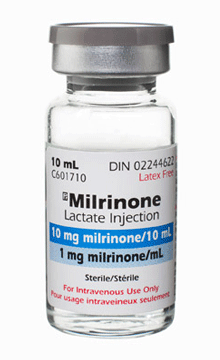 10 mL DIN 02244622
C601710 Latex Free
Milrinone
Lactate Injection
10 mg milrinone/10 mL
1 mg milrinone/mL
Sterile/Stérile
For Intravenous Use Only
Pour usage intraveineux seulement